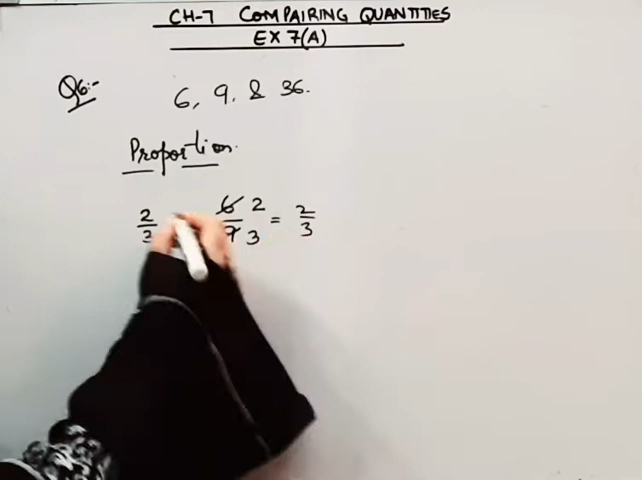 CH-7 COMPAIRING QUANTITIES
EX 7(A)
Q6:- 6, 9, & 36.
Proportion.
2/3 6/9 2/3 = 2/3